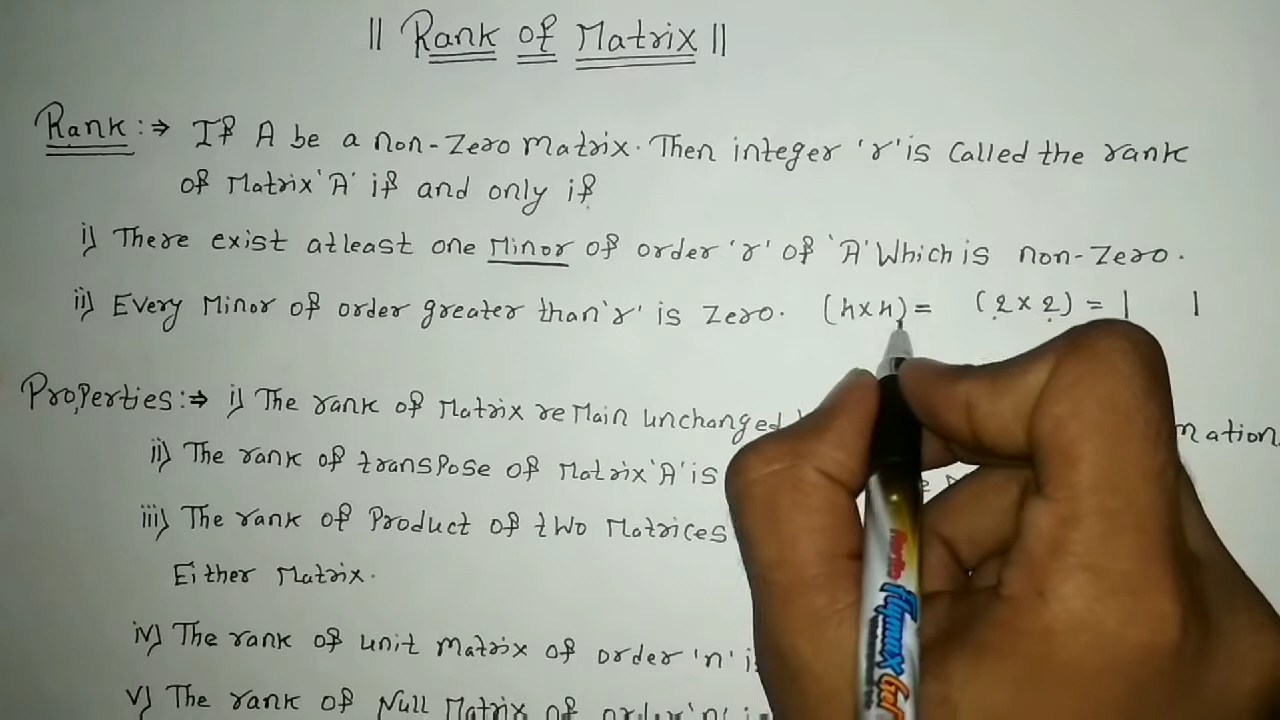 || Rank of Matrix ||
Rank :⇒ If A be a non-zero matrix. Then integer 'r' is called the rank
of Matrix 'A' if and only if
i) There exist atleast one Minor of order 'r' of 'A' Which is non-zero.
ii) Every Minor of order greater than 'r' is zero. (n×n) = (2×2) = | |
Properties :⇒ i) The rank of Matrix remain unchanged mation
ii) The rank of transpose of Matrix 'A' is
iii) The rank of Product of two Matrices
Either Matrix.
iv) The rank of unit matrix of order 'n'
v) The rank of Null Matrix of order 'n'
Flymax Gel